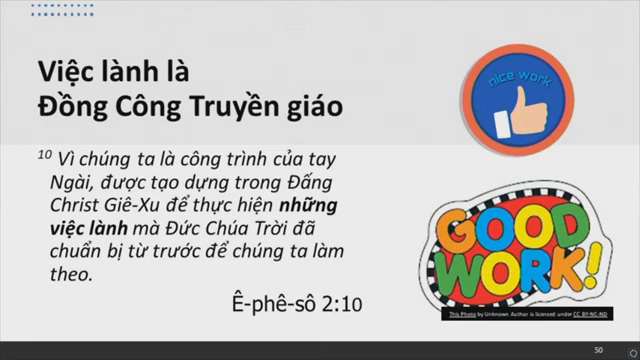 Việc lành là
Đồng Công Truyền giáo
10 Vì chúng ta là công trình của tay
Ngài, được tạo dựng trong Đấng
Christ Giê-Xu để thực hiện những
việc lành mà Đức Chúa Trời đã
chuẩn bị từ trước để chúng ta làm
theo.
Ê-phê-sô 2:10
nice work
GOOD
WORK!
This Photo by Unknown Author is licensed under CC BY-NC-ND
50